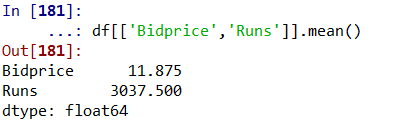 In [181]:
...: df[['Bidprice','Runs']].mean()
Out[181]:
Bidprice 11.875
Runs 3037.500
dtype: float64